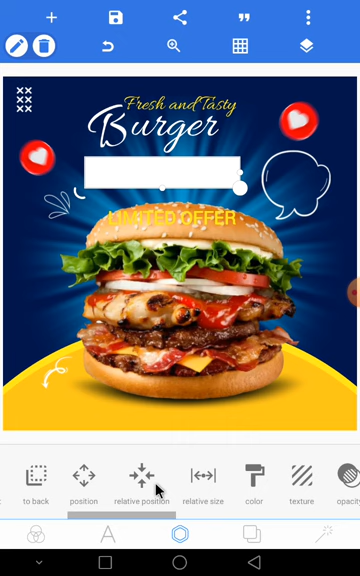 Fresh and Tasty
Burger
LIMITED OFFER
to back
position
relative position
relative size
color
texture
opacity